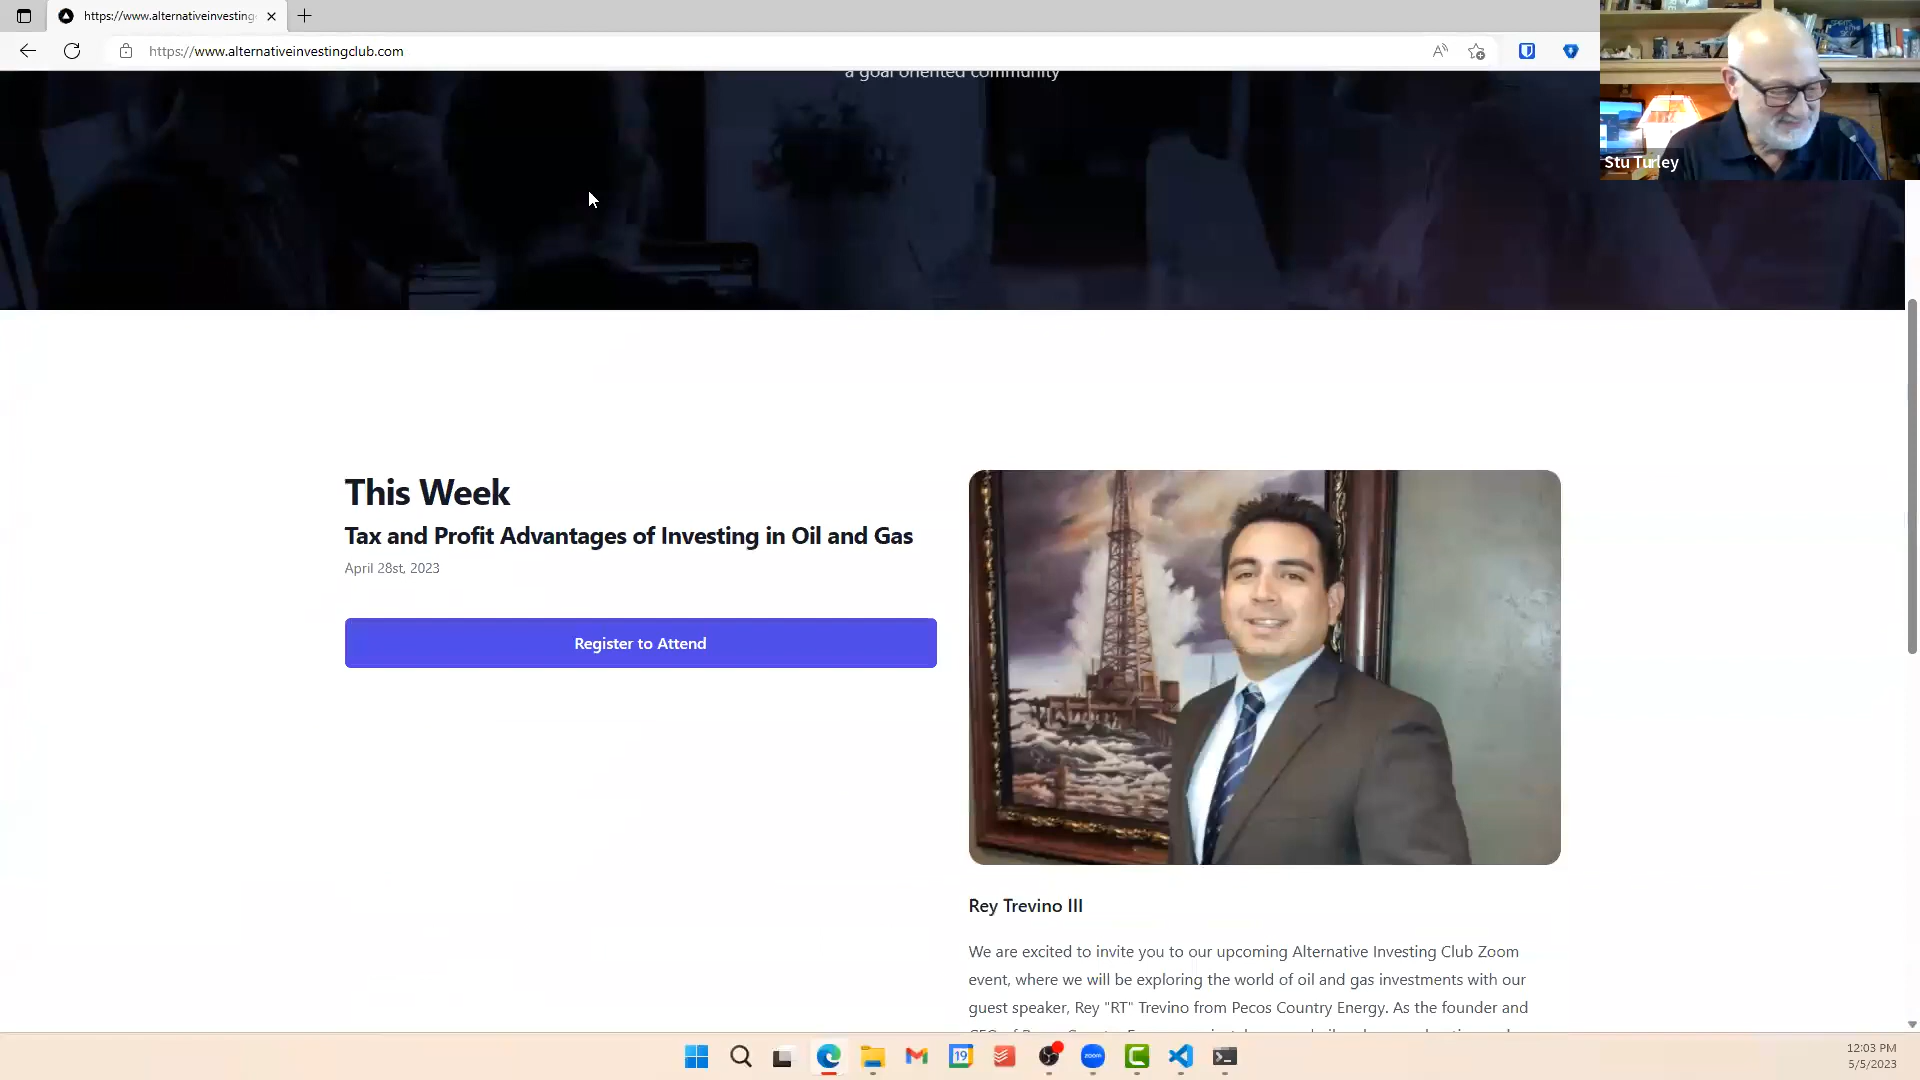 https://www.alternativeinvesting
https://www.alternativeinvestingclub.com
a goal oriented community
Stu Turley
This Week
Tax and Profit Advantages of Investing in Oil and Gas
April 28st, 2023
Register to Attend
Rey Trevino III
We are excited to invite you to our upcoming Alternative Investing Club Zoom
event, where we will be exploring the world of oil and gas investments with our
guest speaker, Rey "RT" Trevino from Pecos Country Energy. As the founder and
19
zoom
12:03 PM
5/5/2023